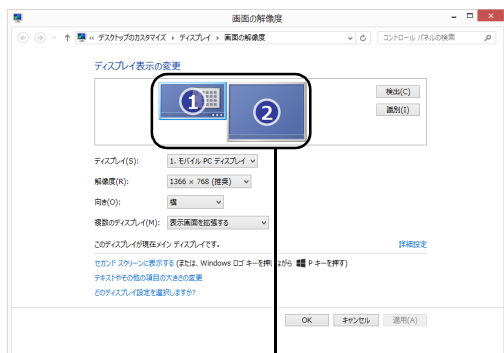 画面の解像度
« デスクトップのカスタマイズ ▸ ディスプレイ ▸ 画面の解像度
コントロール パネルの検索
ディスプレイ表示の変更
1
2
検出(C)
識別(I)
ディスプレイ(S): 1. モバイル PC ディスプレイ
解像度(R): 1366 × 768 (推奨)
向き(O): 横
複数のディスプレイ(M): 表示画面を拡張する
このディスプレイが現在メイン ディスプレイです。 詳細設定
セカンド スクリーンに表示する (または、Windows ロゴ キーを押しながら P キーを押す)
テキストやその他の項目の大きさの変更
どのディスプレイ設定を選択しますか?
OK キャンセル 適用(A)